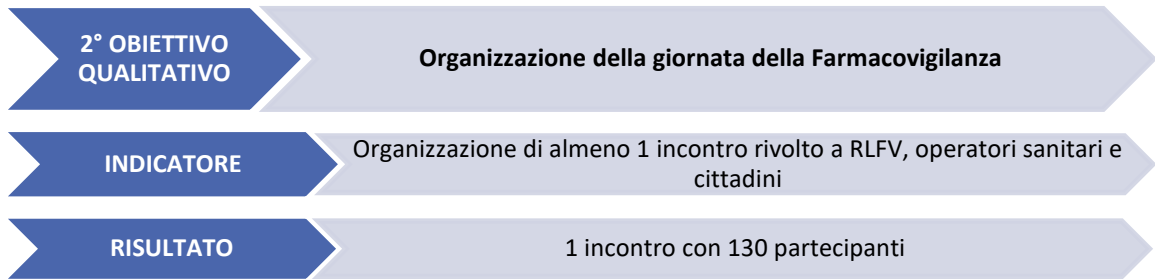 2° OBIETTIVO
QUALITATIVO
Organizzazione della giornata della Farmacovigilanza
INDICATORE
Organizzazione di almeno 1 incontro rivolto a RLFV, operatori sanitari e
cittadini
RISULTATO
1 incontro con 130 partecipanti